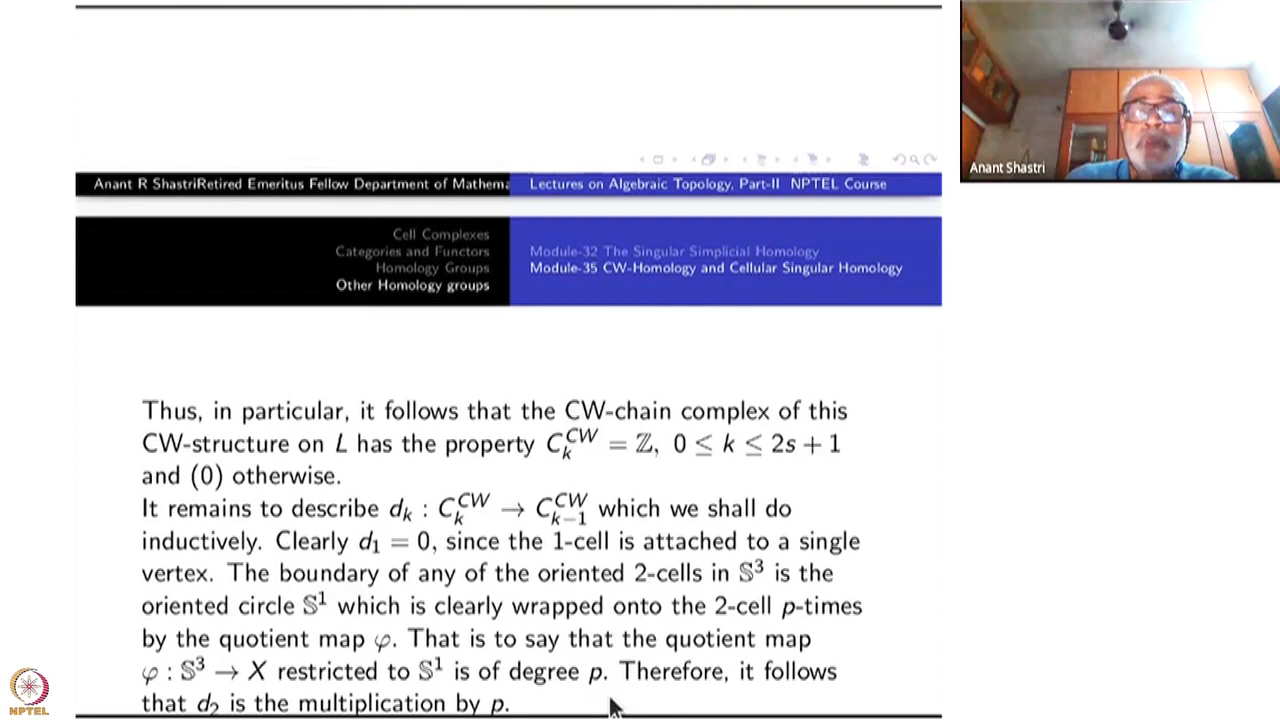 Anant Shastri
Anant R ShastriRetired Emeritus Fellow Department of Mathema
Lectures on Algebraic Topology, Part-II NPTEL Course
Cell Complexes
Categories and Functors
Homology Groups
Other Homology groups
Module-32 The Singular Simplicial Homology
Module-35 CW-Homology and Cellular Singular Homology
Thus, in particular, it follows that the CW-chain complex of this
CW-structure on L has the property C_k^{CW} = ℤ, 0 ≤ k ≤ 2s + 1
and (0) otherwise.
It remains to describe d_k : C_k^{CW} → C_{k−1}^{CW} which we shall do
inductively. Clearly d_1 = 0, since the 1-cell is attached to a single
vertex. The boundary of any of the oriented 2-cells in 𝕊^3 is the
oriented circle 𝕊^1 which is clearly wrapped onto the 2-cell p-times
by the quotient map φ. That is to say that the quotient map
φ : 𝕊^3 → X restricted to 𝕊^1 is of degree p. Therefore, it follows
that d_2 is the multiplication by p.
NPTEL